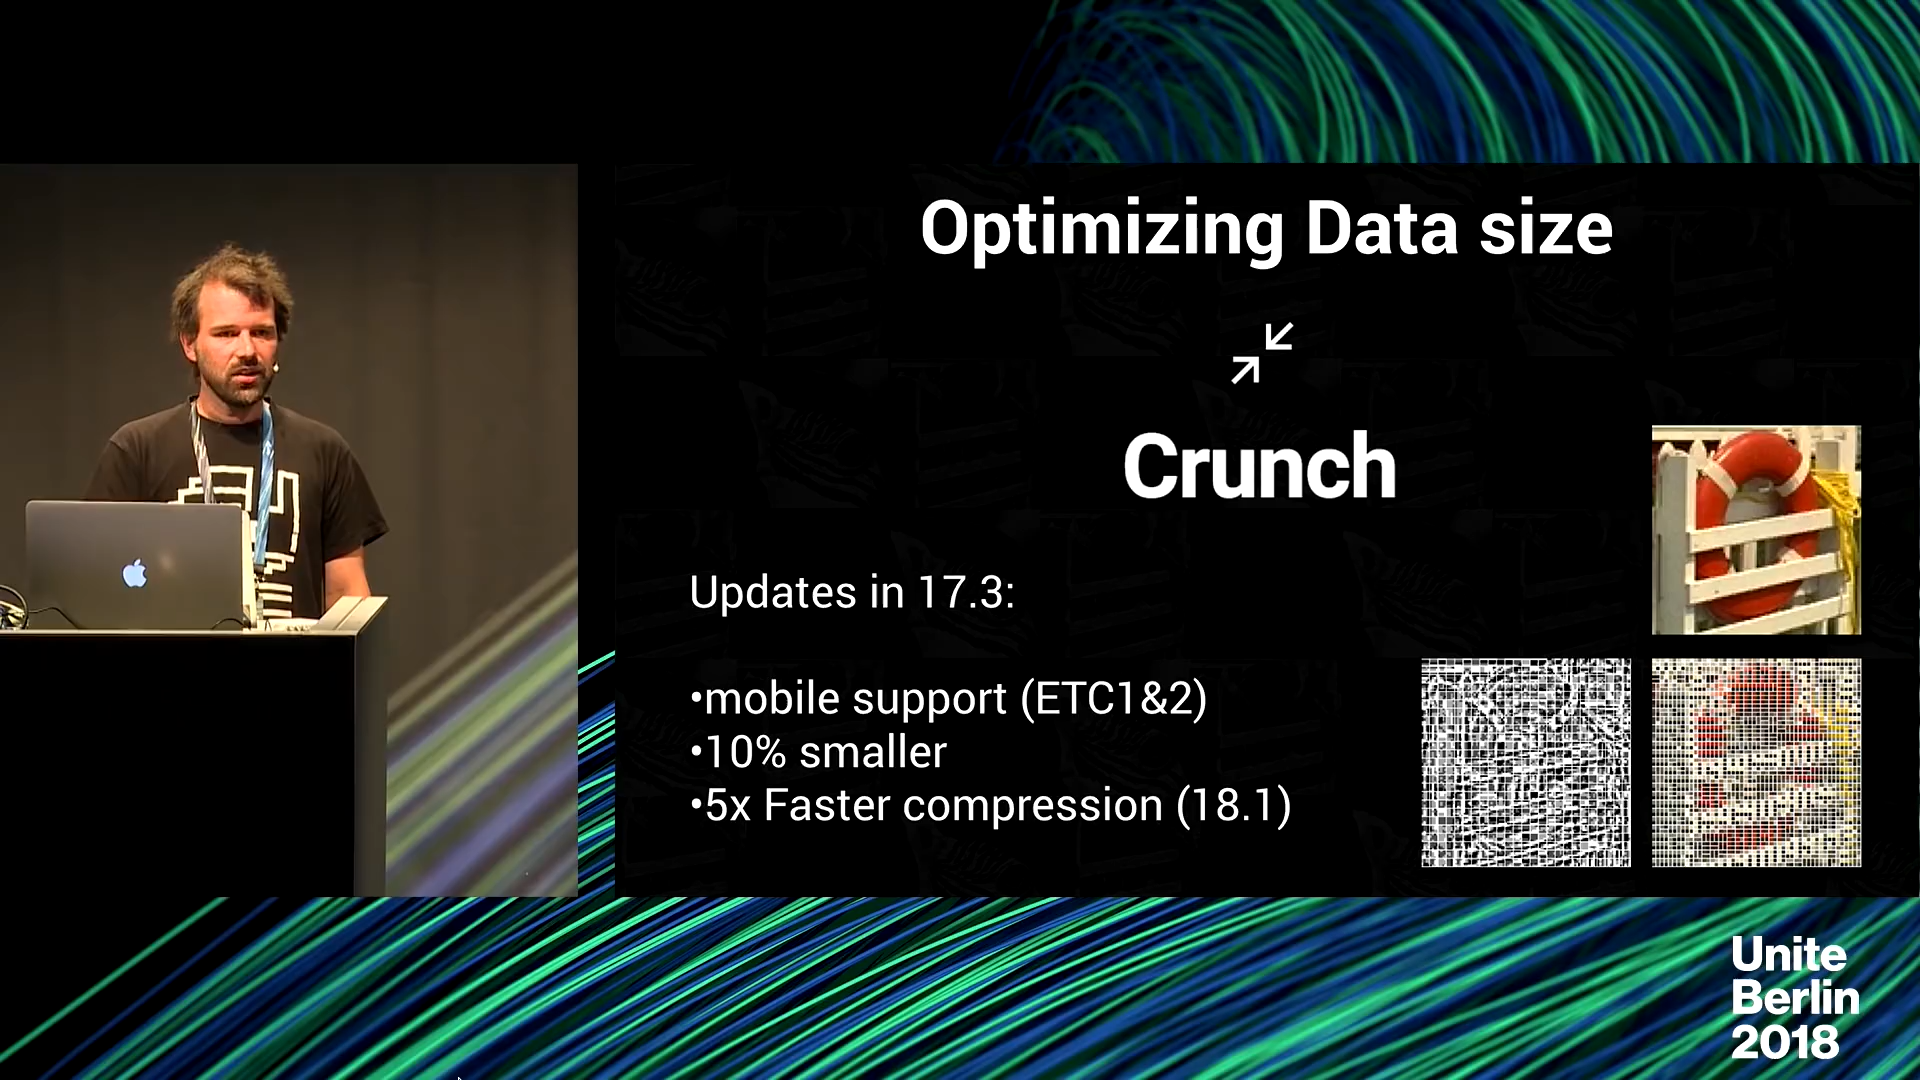 Optimizing Data size
Crunch
Updates in 17.3:
•mobile support (ETC1&2)
•10% smaller
•5x Faster compression (18.1)
Unite
Berlin
2018